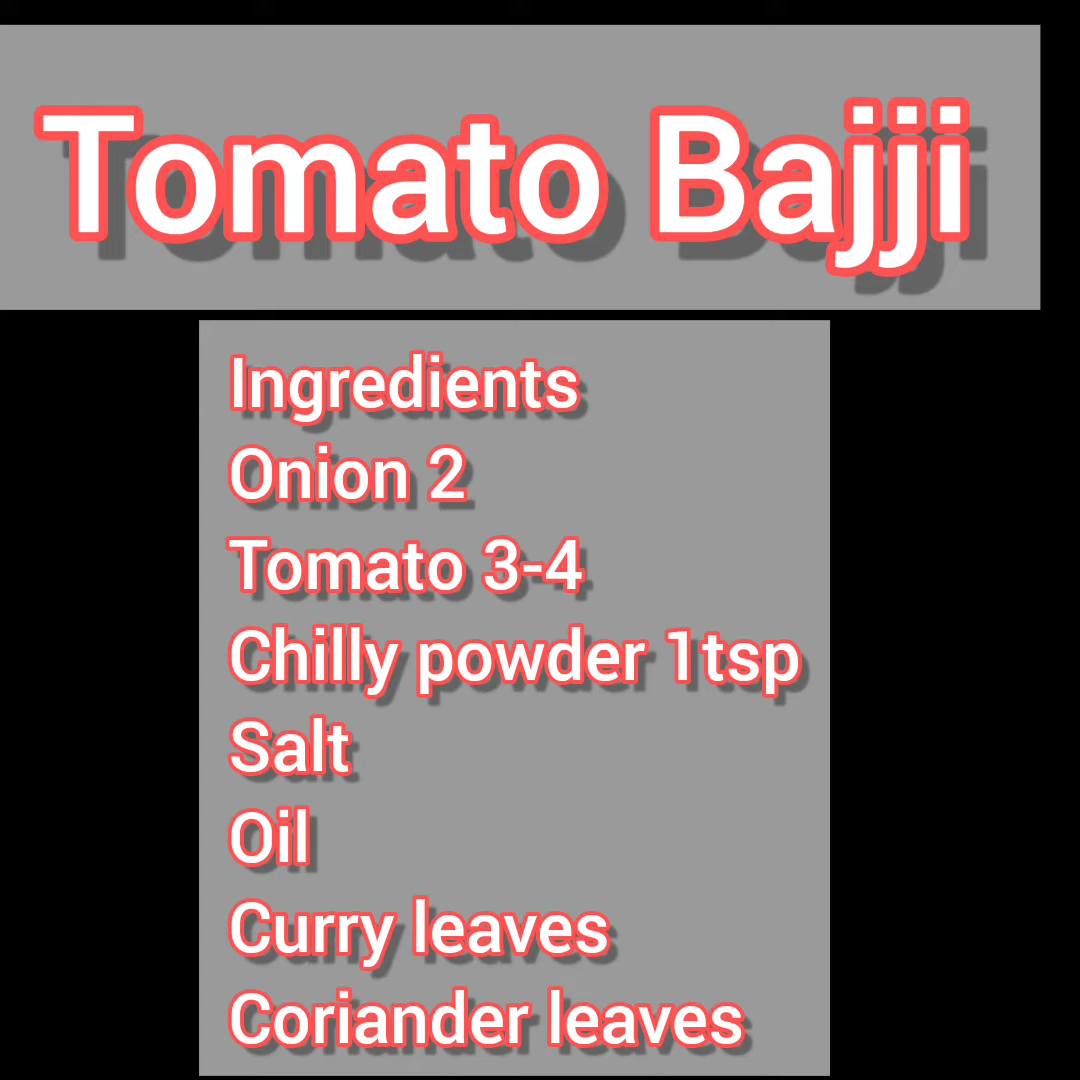 Tomato Bajji
Ingredients
Onion 2
Tomato 3-4
Chilly powder 1tsp
Salt
Oil
Curry leaves
Coriander leaves